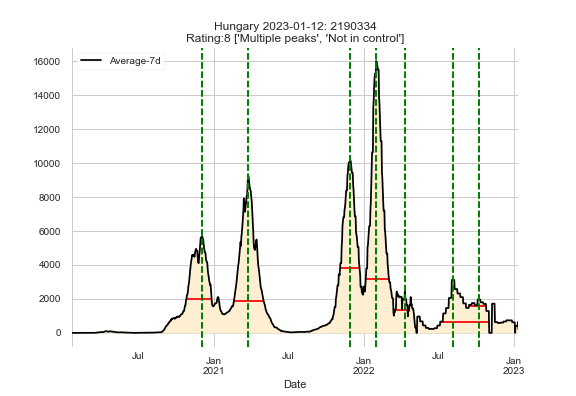 Hungary 2023-01-12: 2190334
Rating:8 ['Multiple peaks', 'Not in control']
Average-7d
16000
14000
12000
10000
8000
6000
4000
2000
0
Jul
Jan
2021
Jul
Jan
2022
Jul
Jan
2023
Date